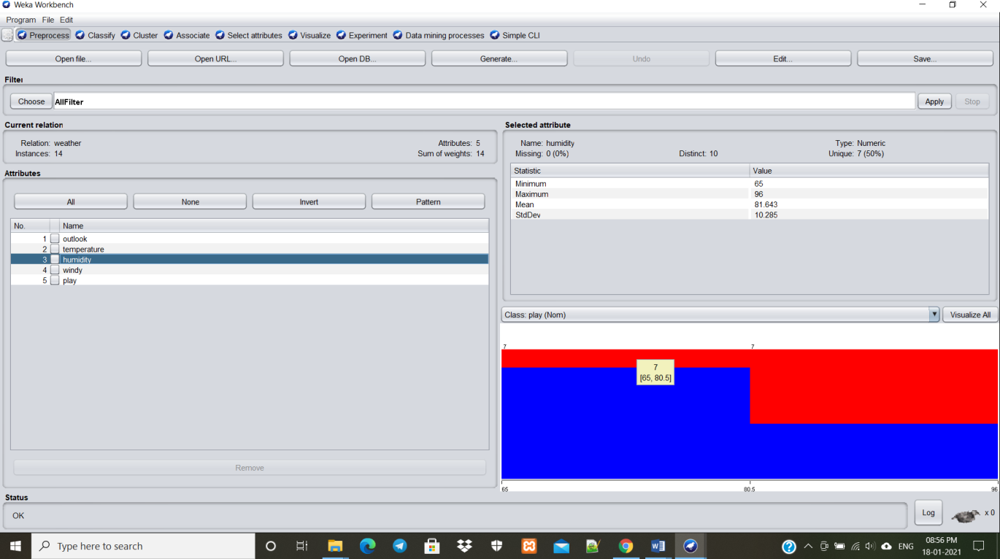 Weka Workbench
Program File Edit
Preprocess Classify Cluster Associate Select attributes Visualize Experiment Data mining processes Simple CLI
Open file... Open URL... Open DB... Generate... Undo Edit... Save...
Filter
Choose AllFilter Apply Stop
Current relation
Relation: weather Attributes: 5
Instances: 14 Sum of weights: 14
Attributes
All None Invert Pattern
No. Name
1 outlook
2 temperature
3 humidity
4 windy
5 play
Remove
Selected attribute
Name: humidity Type: Numeric
Missing: 0 (0%) Distinct: 10 Unique: 7 (50%)
Statistic Value
Minimum 65
Maximum 96
Mean 81.643
StdDev 10.285
Class: play (Nom) Visualize All
7 7
7
[65, 80.5]
65 80.5 96
Status
OK Log x 0
Type here to search ENG 08:56 PM
18-01-2021